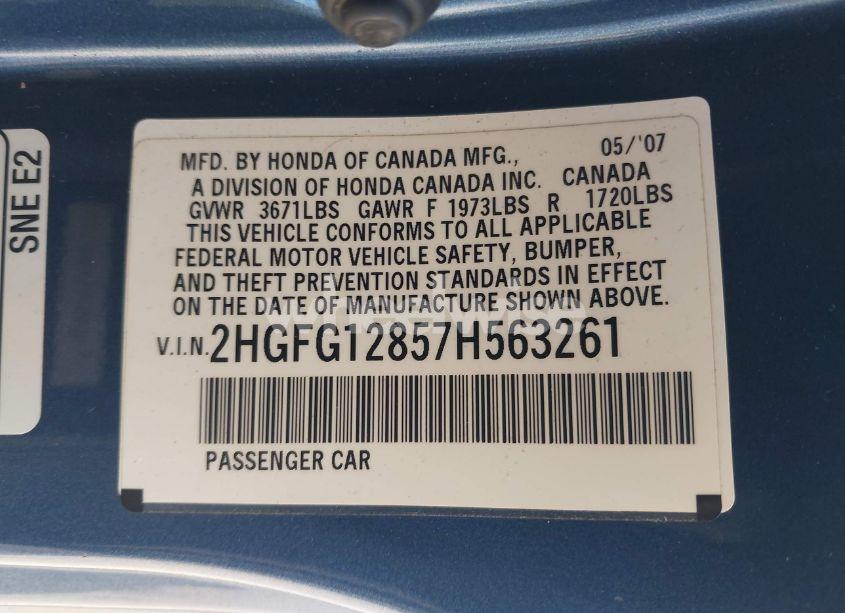 SNE E2
MFD. BY HONDA OF CANADA MFG., 05/'07
A DIVISION OF HONDA CANADA INC. CANADA
GVWR 3671LBS GAWR F 1973LBS R 1720LBS
THIS VEHICLE CONFORMS TO ALL APPLICABLE
FEDERAL MOTOR VEHICLE SAFETY, BUMPER,
AND THEFT PREVENTION STANDARDS IN EFFECT
ON THE DATE OF MANUFACTURE SHOWN ABOVE.
V.I.N. 2HGFG12857H563261
PASSENGER CAR